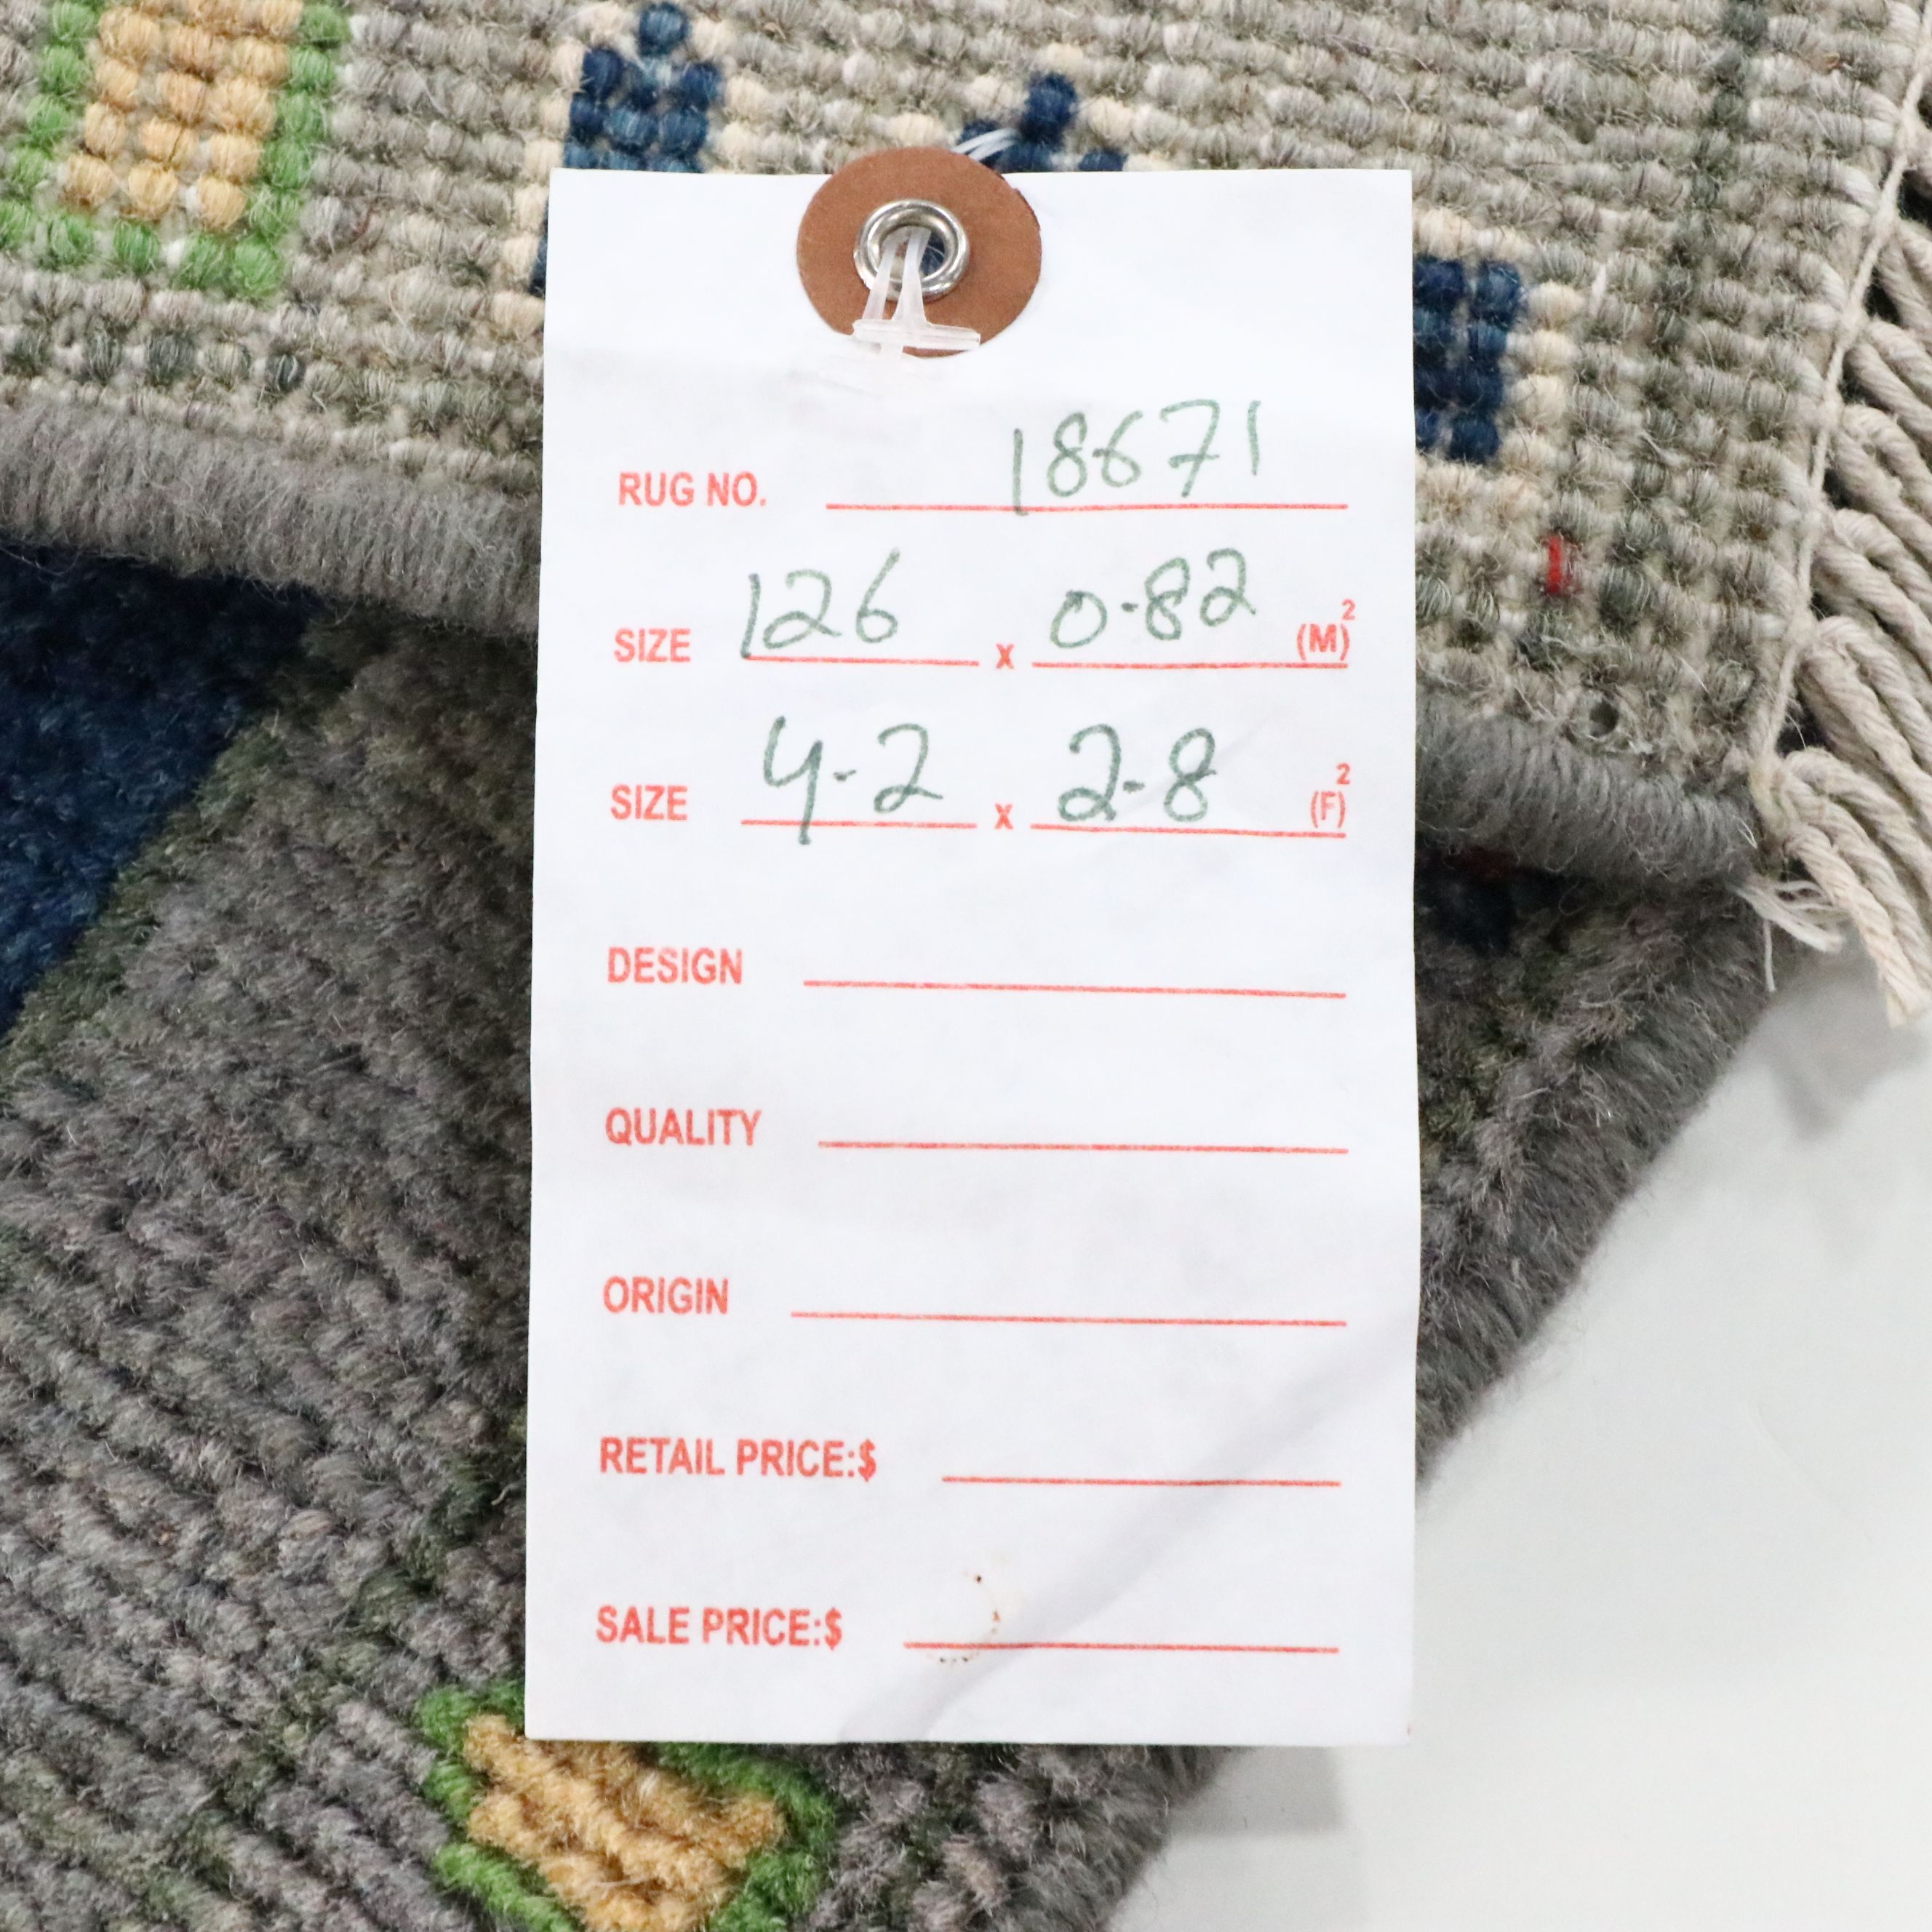 RUG NO. 18671
SIZE 126 x 0.82 (M)²
SIZE 4-2 x 2-8 (F)²
DESIGN
QUALITY
ORIGIN
RETAIL PRICE:$
SALE PRICE:$